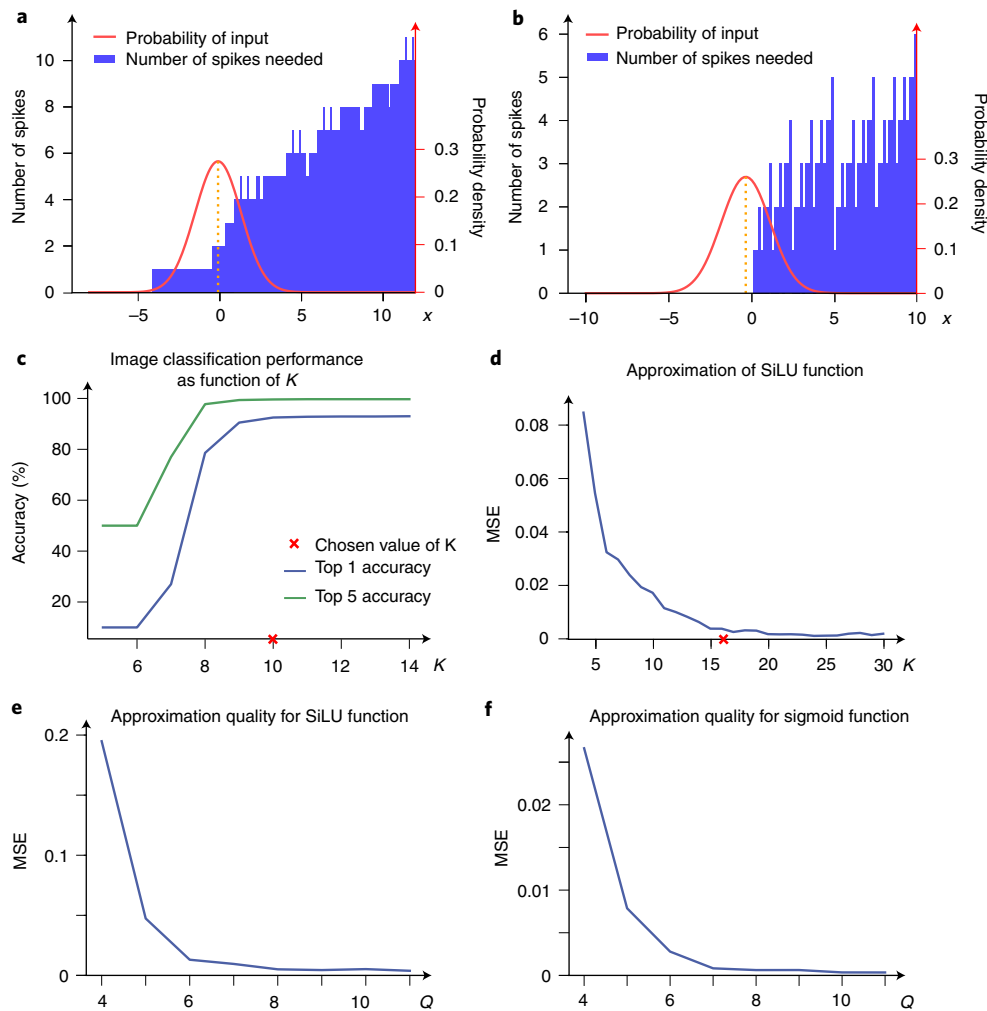 a
Probability of input
Number of spikes needed
Number of spikes
10
8
6
4
2
0
Probability density
0.3
0.2
0.1
0
–5
0
5
10
x
b
Probability of input
Number of spikes needed
Number of spikes
6
5
4
3
2
1
0
Probability density
0.3
0.2
0.1
0
–10
–5
0
5
10
x
c
Image classification performance
as function of K
Accuracy (%)
100
80
60
40
20
Chosen value of K
Top 1 accuracy
Top 5 accuracy
6
8
10
12
14
K
d
Approximation of SiLU function
MSE
0.08
0.06
0.04
0.02
0
5
10
15
20
25
30
K
e
Approximation quality for SiLU function
MSE
0.2
0.1
0
4
6
8
10
Q
f
Approximation quality for sigmoid function
MSE
0.02
0.01
0
4
6
8
10
Q